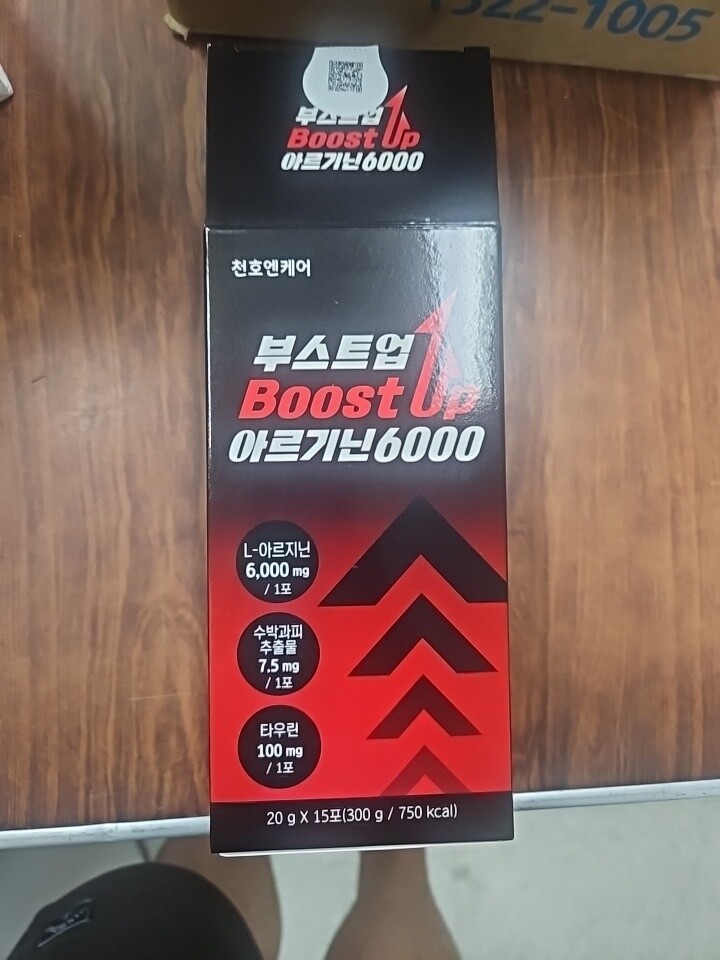 1522-1005
부스트업
Boost Up
아르기닌6000
천호엔케어
부스트업
Boost Up
아르기닌6000
L-아르지닌
6,000 mg
/ 1포
수박과피
추출물
7.5 mg
/ 1포
타우린
100 mg
/ 1포
20 g X 15포(300 g / 750 kcal)